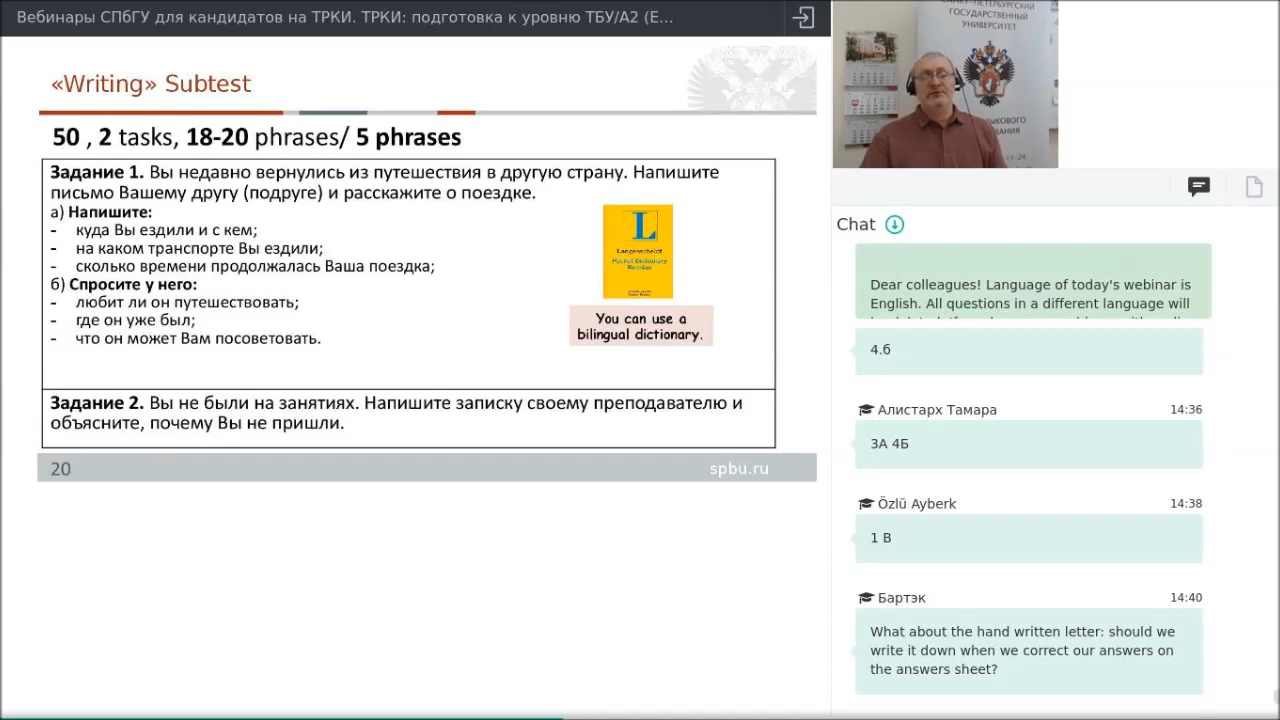 Вебинары СПбГУ для кандидатов на ТРКИ. ТРКИ: подготовка к уровню ТБУ/А2 (Е...
«Writing» Subtest
50 , 2 tasks, 18-20 phrases/ 5 phrases
Задание 1. Вы недавно вернулись из путешествия в другую страну. Напишите
письмо Вашему другу (подруге) и расскажите о поездке.
а) Напишите:
- куда Вы ездили и с кем;
- на каком транспорте Вы ездили;
- сколько времени продолжалась Ваша поездка;
б) Спросите у него:
- любит ли он путешествовать;
- где он уже был;
- что он может Вам посоветовать.
L
Langenscheidt
Pocket Dictionary
Russian
You can use a
bilingual dictionary.
Задание 2. Вы не были на занятиях. Напишите записку своему преподавателю и
объясните, почему Вы не пришли.
20
spbu.ru
САНКТ-ПЕТЕРБУРГСКИЙ
ГОСУДАРСТВЕННЫЙ
УНИВЕРСИТЕТ
Chat
Dear colleagues! Language of today's webinar is
English. All questions in a different language will
4.б
Алистарх Тамара 14:36
3А 4Б
Özlü Ayberk 14:38
1 В
Бартэк 14:40
What about the hand written letter: should we
write it down when we correct our answers on
the answers sheet?